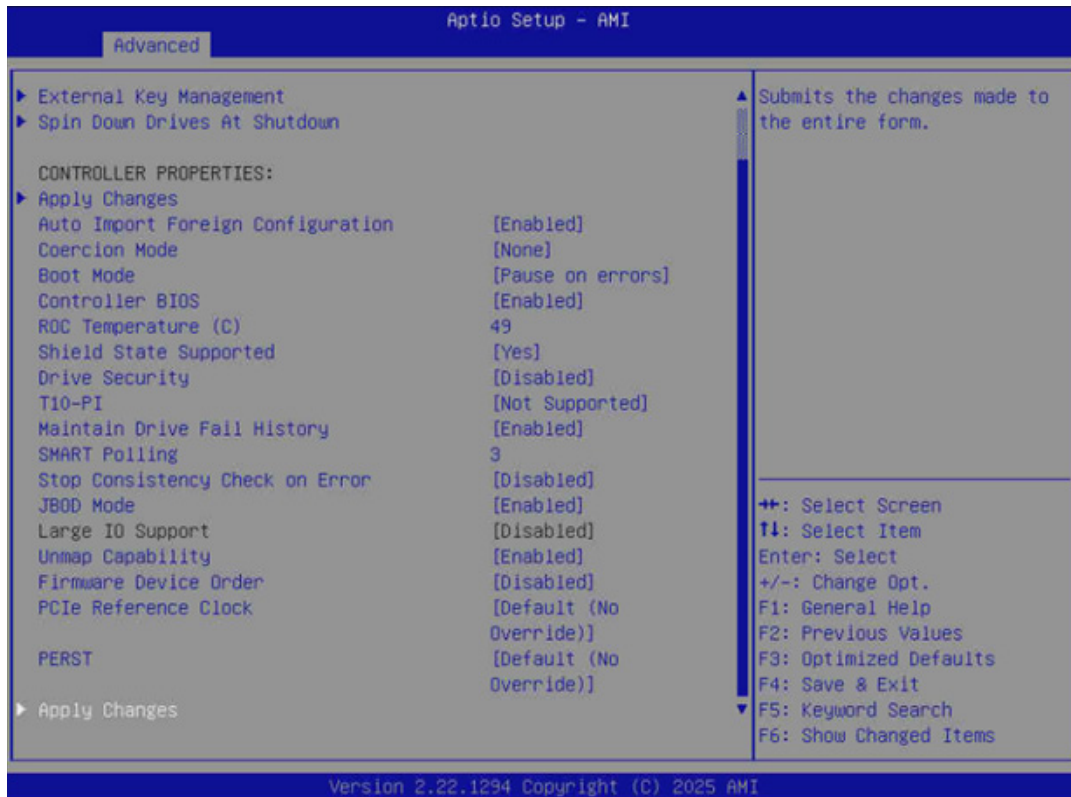 Aptio Setup – AMI
Advanced
External Key Management
Spin Down Drives At Shutdown
CONTROLLER PROPERTIES:
Apply Changes
Auto Import Foreign Configuration [Enabled]
Coercion Mode [None]
Boot Mode [Pause on errors]
Controller BIOS [Enabled]
ROC Temperature (C) 49
Shield State Supported [Yes]
Drive Security [Disabled]
T10-PI [Not Supported]
Maintain Drive Fail History [Enabled]
SMART Polling 3
Stop Consistency Check on Error [Disabled]
JBOD Mode [Enabled]
Large IO Support [Disabled]
Unmap Capability [Enabled]
Firmware Device Order [Disabled]
PCIe Reference Clock [Default (No
Override)]
PERST [Default (No
Override)]
Apply Changes
Submits the changes made to
the entire form.
→←: Select Screen
↑↓: Select Item
Enter: Select
+/-: Change Opt.
F1: General Help
F2: Previous Values
F3: Optimized Defaults
F4: Save & Exit
F5: Keyword Search
F6: Show Changed Items
Version 2.22.1294 Copyright (C) 2025 AMI